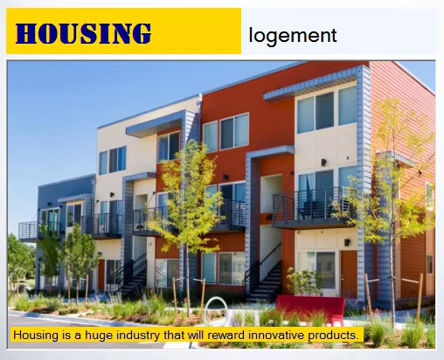 HOUSING
logement
Housing is a huge industry that will reward innovative products.